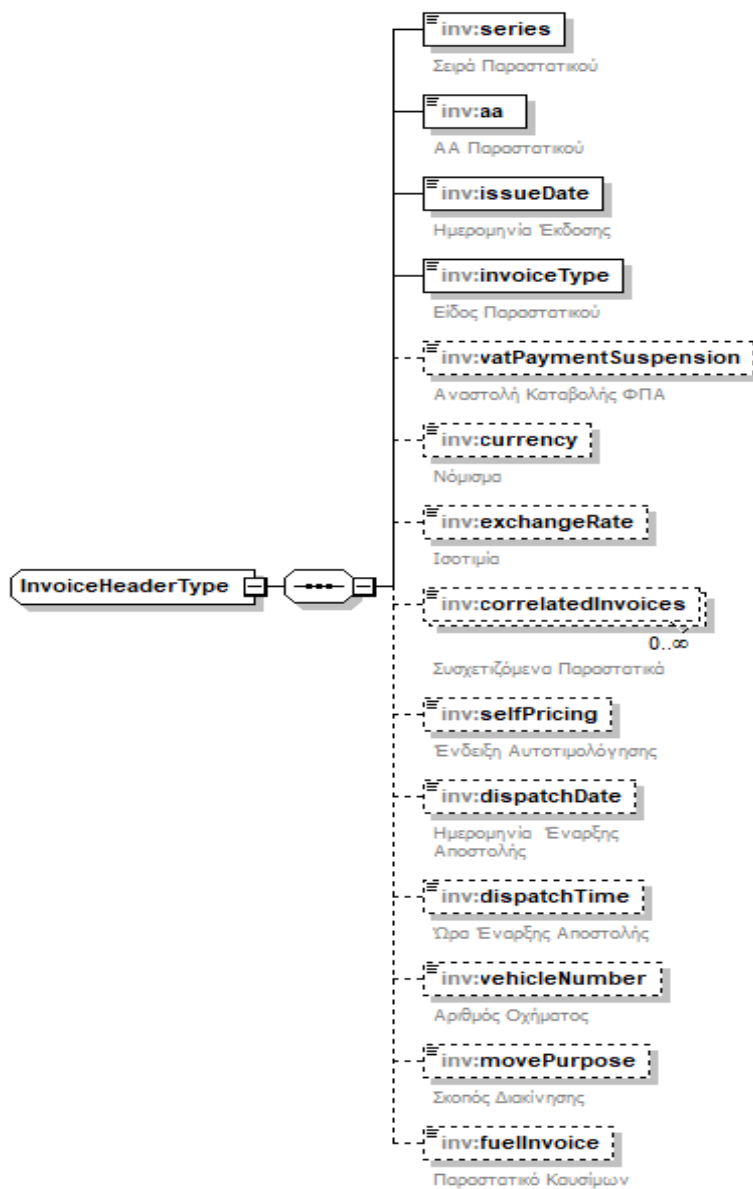 inv:series
Σειρά Παραστατικού
inv:aa
ΑΑ Παραστατικού
inv:issueDate
Ημερομηνία Έκδοσης
inv:invoiceType
Είδος Παραστατικού
inv:vatPaymentSuspension
Αναστολή Καταβολής ΦΠΑ
inv:currency
Νόμισμα
inv:exchangeRate
Ισοτιμία
InvoiceHeaderType
inv:correlatedInvoices
0..∞
Συσχετιζόμενα Παραστατικά
inv:selfPricing
Ένδειξη Αυτοτιμολόγησης
inv:dispatchDate
Ημερομηνία Έναρξης
Αποστολής
inv:dispatchTime
Ώρα Έναρξης Αποστολής
inv:vehicleNumber
Αριθμός Οχήματος
inv:movePurpose
Σκοπός Διακίνησης
inv:fuelInvoice
Παραστατικό Καυσίμων